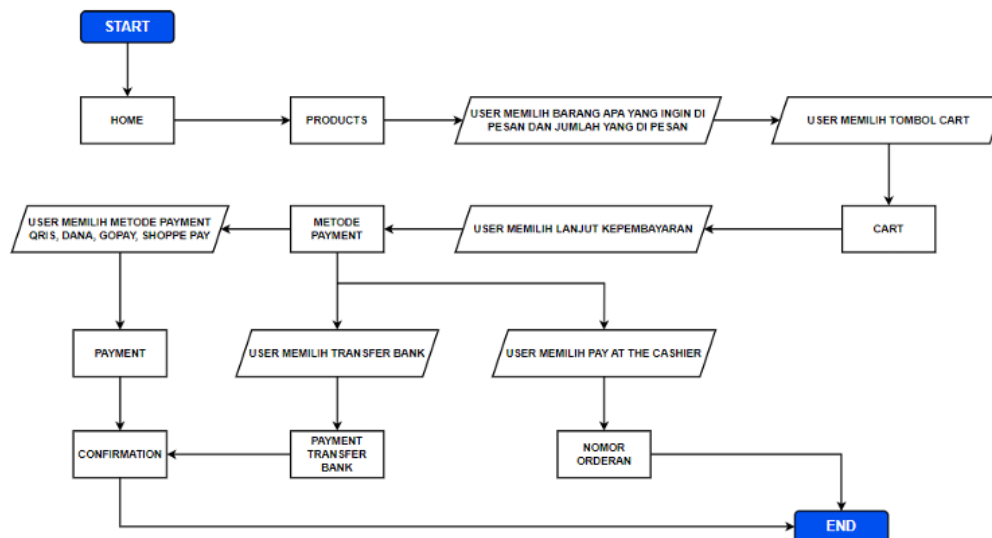 START
HOME
PRODUCTS
USER MEMILIH BARANG APA YANG INGIN DI
PESAN DAN JUMLAH YANG DI PESAN
USER MEMILIH TOMBOL CART
USER MEMILIH METODE PAYMENT
QRIS, DANA, GOPAY, SHOPPE PAY
METODE
PAYMENT
USER MEMILIH LANJUT KEPEMBAYARAN
CART
PAYMENT
USER MEMILIH TRANSFER BANK
USER MEMILIH PAY AT THE CASHIER
CONFIRMATION
PAYMENT
TRANSFER
BANK
NOMOR
ORDERAN
END